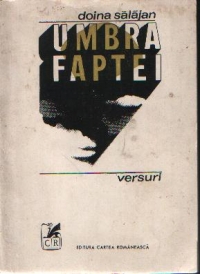 doina sălăjan
UMBRA
FAPTEI
versuri
CR
EDITURA CARTEA ROMÂNEASCĂ